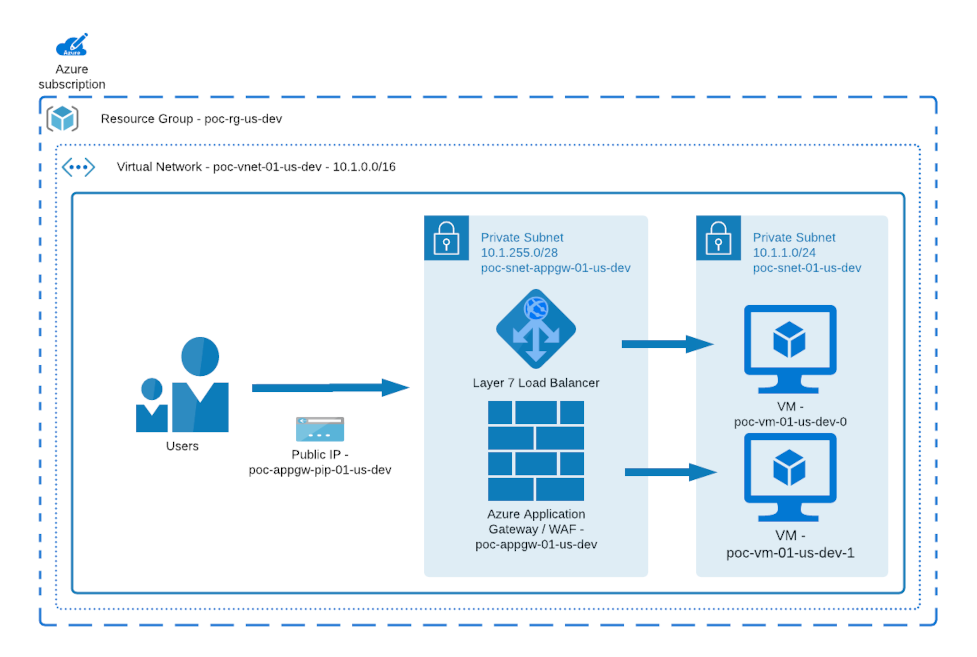 Azure
Azure
subscription
Resource Group - poc-rg-us-dev
Virtual Network - poc-vnet-01-us-dev - 10.1.0.0/16
Private Subnet
10.1.255.0/28
poc-snet-appgw-01-us-dev
Private Subnet
10.1.1.0/24
poc-snet-01-us-dev
Users
Public IP -
poc-appgw-pip-01-us-dev
Layer 7 Load Balancer
Azure Application
Gateway / WAF -
poc-appgw-01-us-dev
VM -
poc-vm-01-us-dev-0
VM -
poc-vm-01-us-dev-1